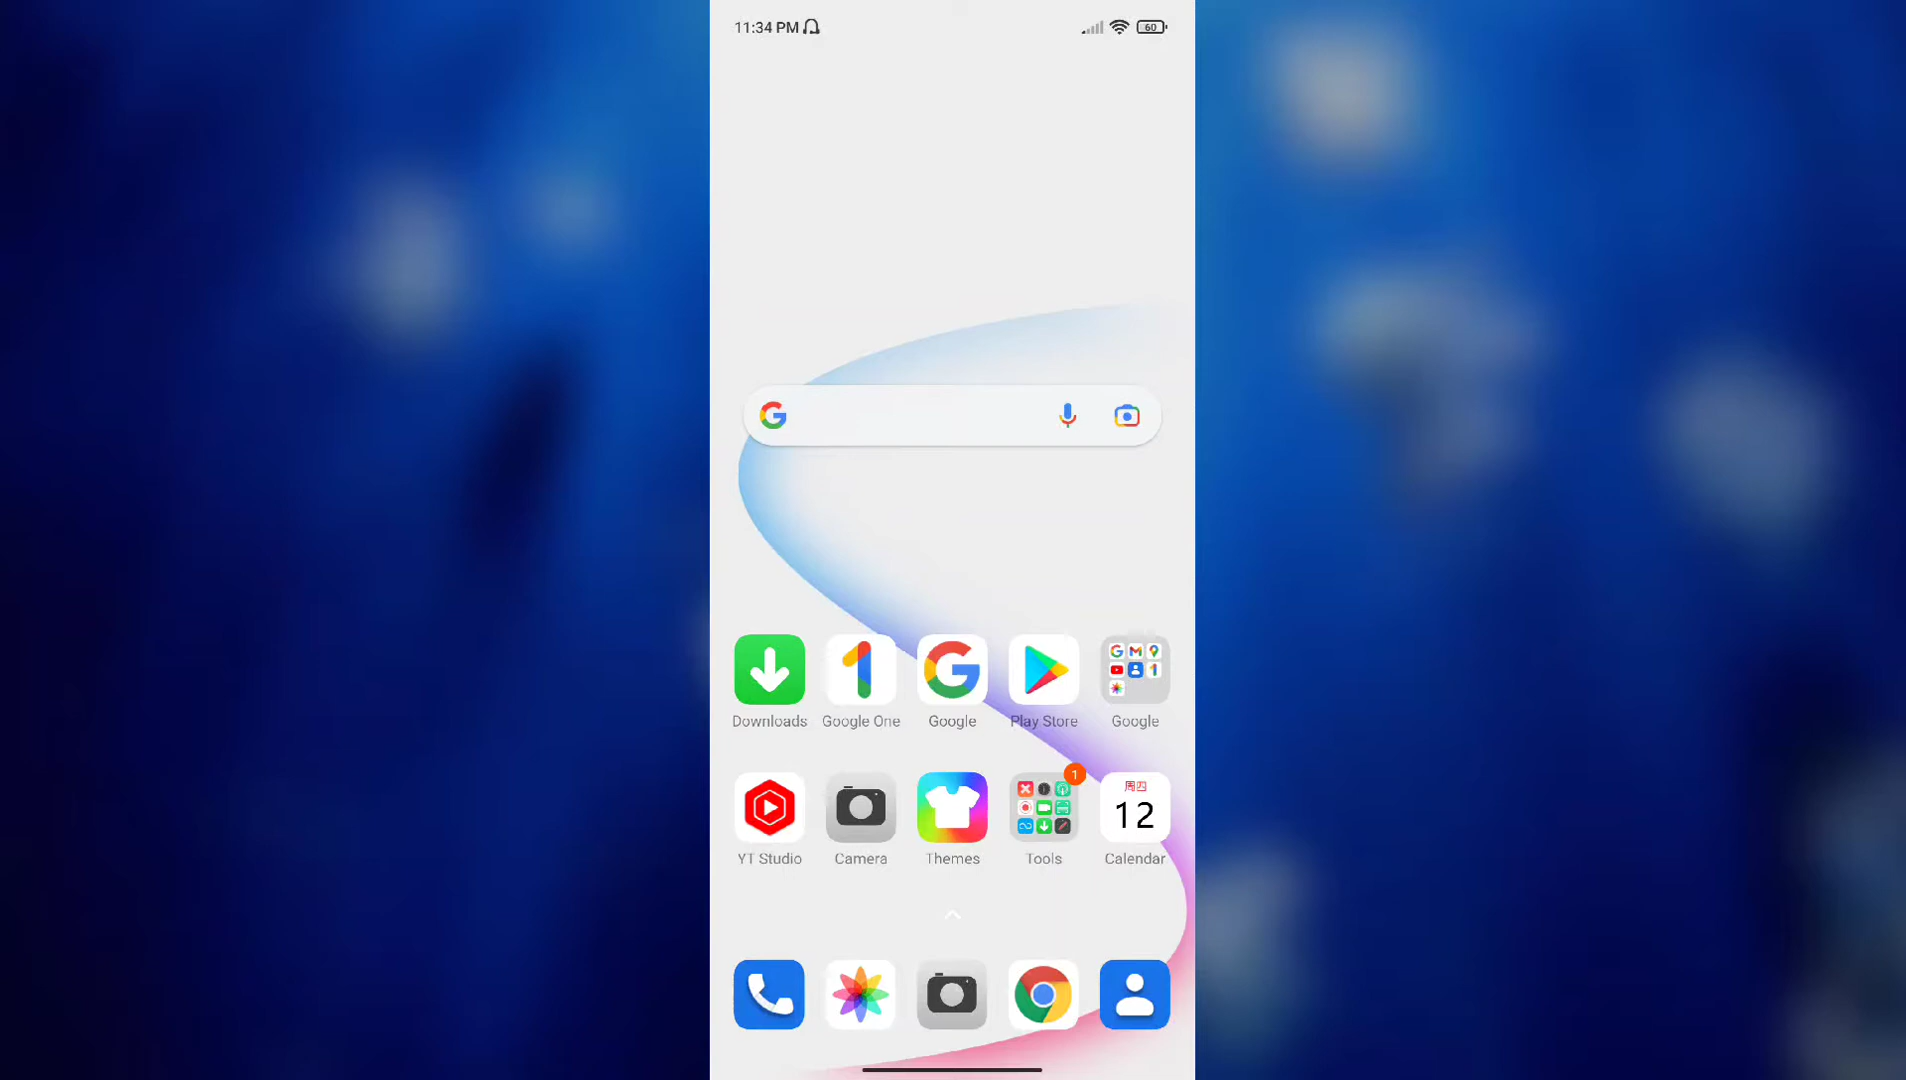 11:34 PM
60
Downloads
Google One
Google
Play Store
Google
1
周四
12
YT Studio
Camera
Themes
Tools
Calendar